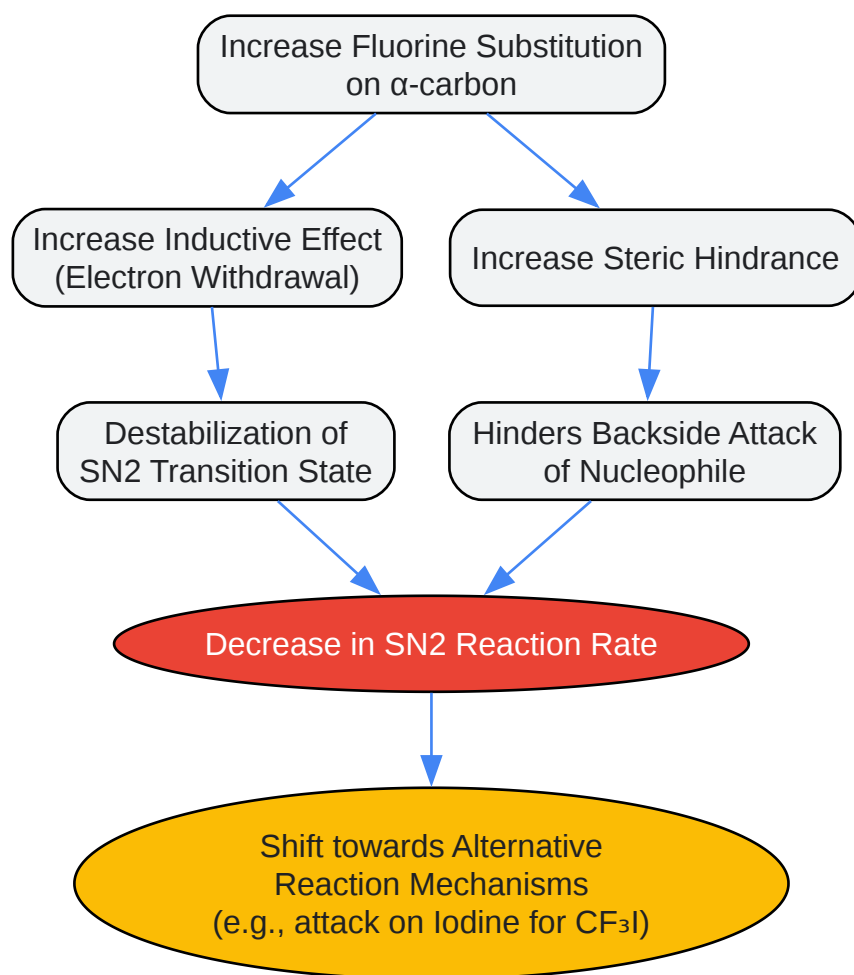 Increase Fluorine Substitution
on α-carbon
Increase Inductive Effect
(Electron Withdrawal)
Increase Steric Hindrance
Destabilization of
SN2 Transition State
Hinders Backside Attack
of Nucleophile
Decrease in SN2 Reaction Rate
Shift towards Alternative
Reaction Mechanisms
(e.g., attack on Iodine for CF₃I)